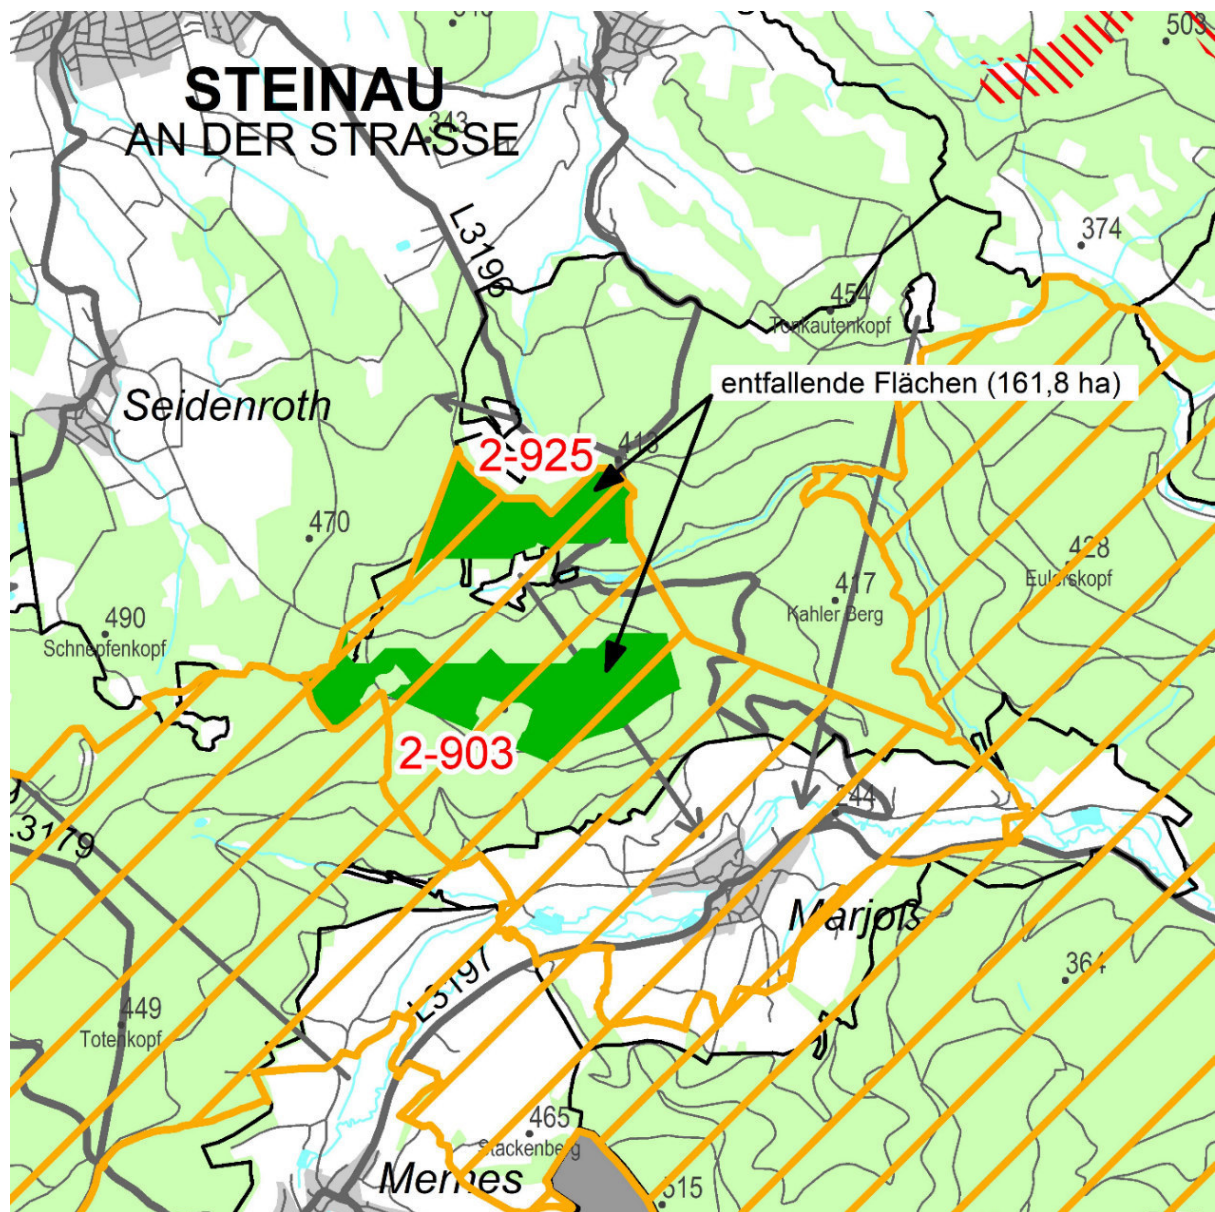 503
STEINAU
AN DER STRASSE
343
374
L3196
454
Tonkautenkopf
entfallende Flächen (161,8 ha)
Seidenroth
2-925
413
470
428
Eulerskopf
417
Kahler Berg
490
Schnepfenkopf
2-903
244
L3179
Marjoß
364
L3197
449
Totenkopf
465
Stackenberg
Mernes
515